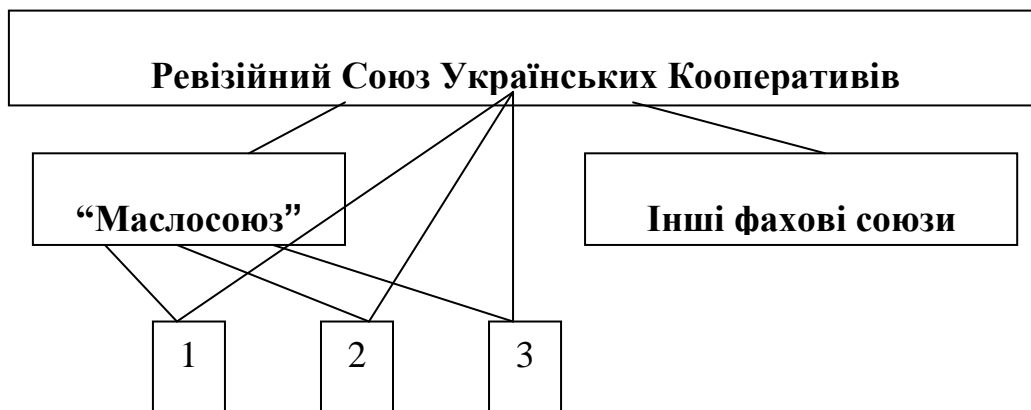 Ревізійний Союз Українських Кооперативів
“Маслосоюз”
Інші фахові союзи
1
2
3